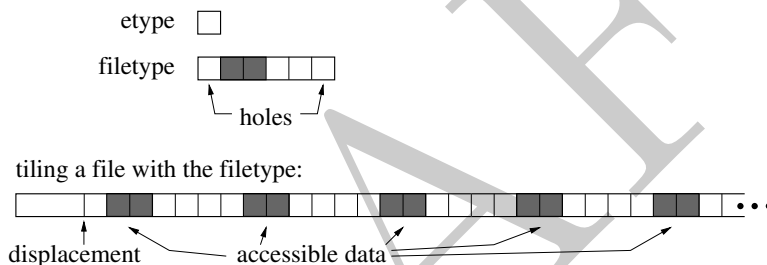 etype
filetype
holes
tiling a file with the filetype:
displacement accessible data